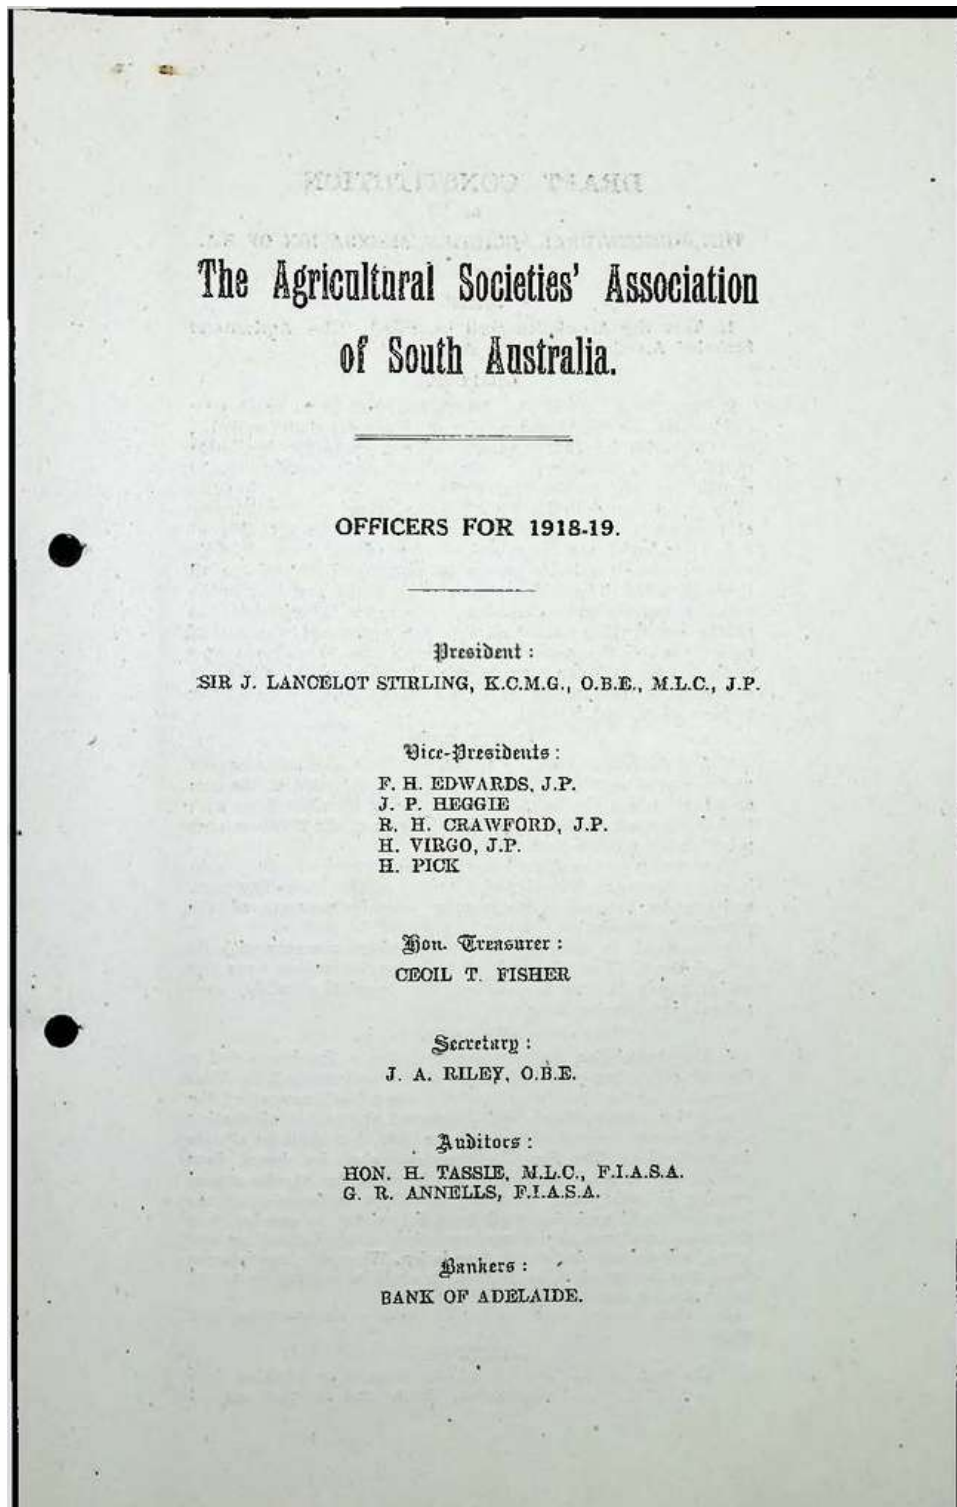 The Agricultural Societies' Association
of South Australia.
OFFICERS FOR 1918-19.
President:
SIR J. LANCELOT STIRLING, K.C.M.G., O.B.E., M.L.C., J.P.
Vice-Presidents:
F. H. EDWARDS, J.P.
J. P. HEGGIE
R. H. CRAWFORD, J.P.
H. VIRGO, J.P.
H. PICK
Hon. Treasurer:
CECIL T. FISHER
Secretary:
J. A. RILEY, O.B.E.
Auditors:
HON. H. TASSIE, M.L.C., F.I.A.S.A.
G. R. ANNELLS, F.I.A.S.A.
Bankers:
BANK OF ADELAIDE.